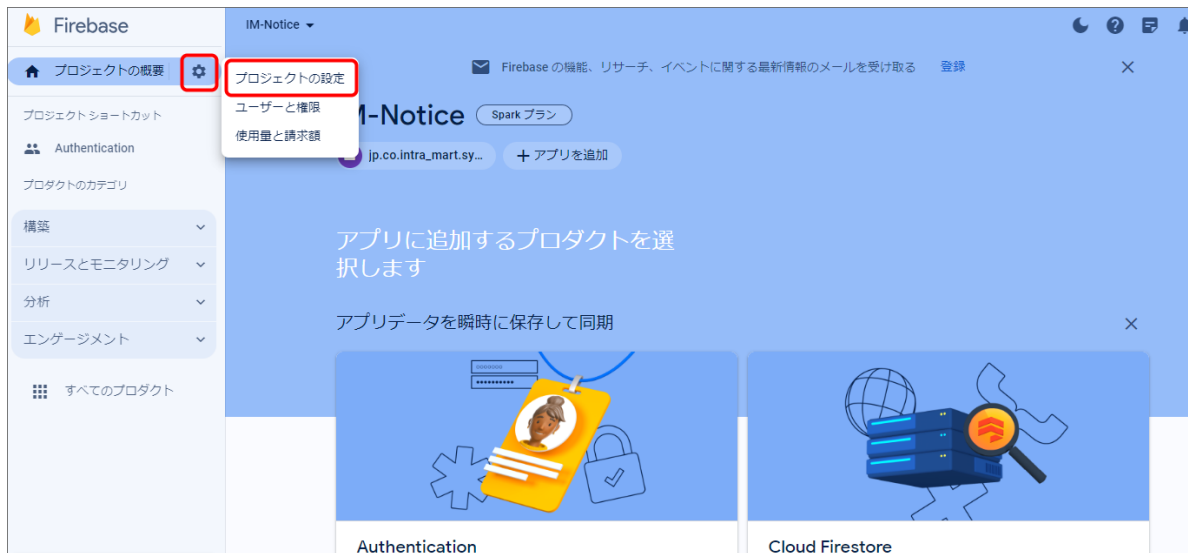 Firebase
IM-Notice
プロジェクトの概要
プロジェクトの設定
ユーザーと権限
使用量と請求額
プロジェクト ショートカット
Authentication
プロダクトのカテゴリ
構築
リリースとモニタリング
分析
エンゲージメント
すべてのプロダクト
Firebase の機能、リサーチ、イベントに関する最新情報のメールを受け取る 登録
M-Notice Spark プラン
jp.co.intra_mart.sy... アプリを追加
アプリに追加するプロダクトを選
択します
アプリデータを瞬時に保存して同期
Authentication
Cloud Firestore